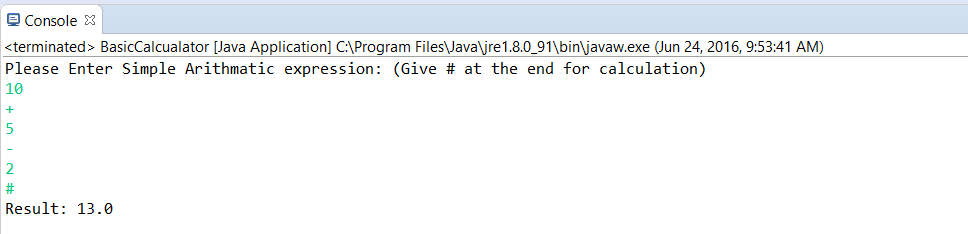 Console
<terminated> BasicCalcualator [Java Application] C:\Program Files\Java\jre1.8.0_91\bin\javaw.exe (Jun 24, 2016, 9:53:41 AM)
Please Enter Simple Arithmatic expression: (Give # at the end for calculation)
10
+
5
-
2
#
Result: 13.0